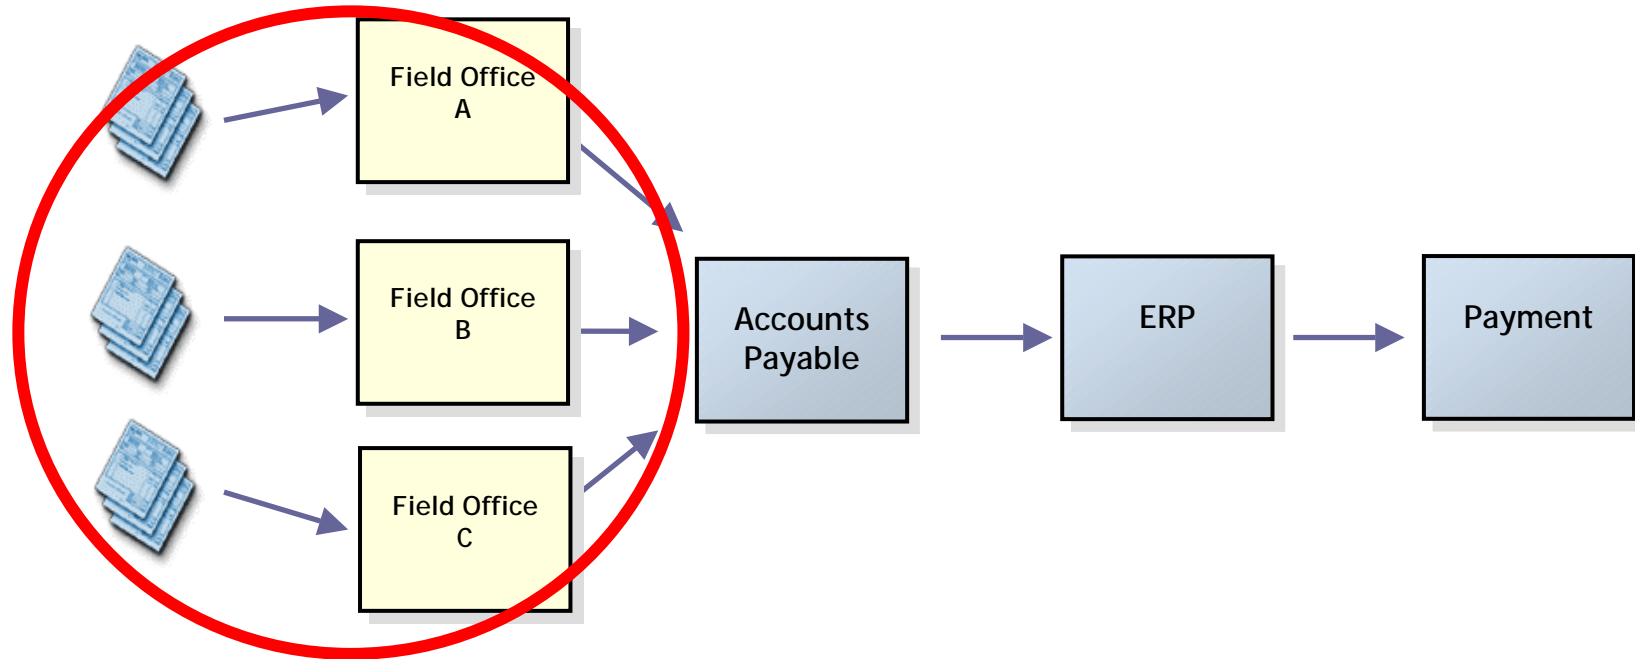 Field Office
A
Field Office
B
Field Office
C
Accounts
Payable
ERP
Payment